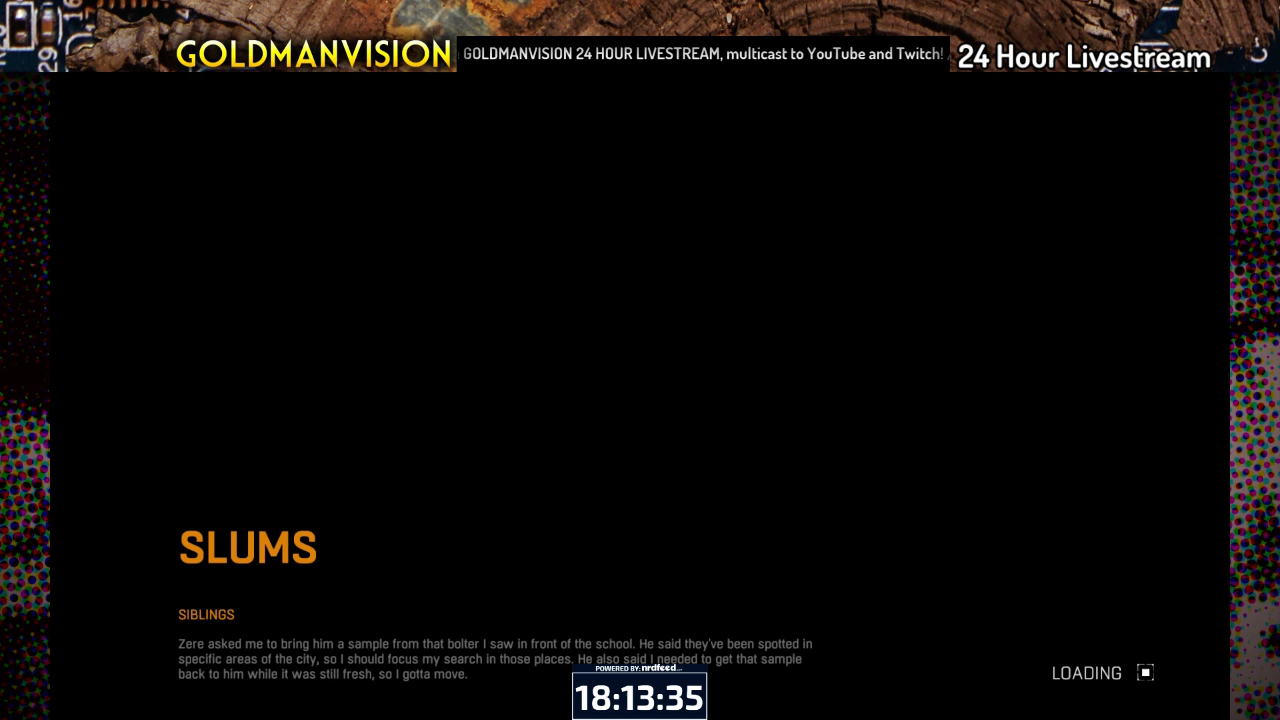 GOLDMANVISION
GOLDMANVISION 24 HOUR LIVESTREAM, multicast to YouTube and Twitch!
24 Hour Livestream
SLUMS
SIBLINGS
Zere asked me to bring him a sample from that bolter I saw in front of the school. He said they've been spotted in
specific areas of the city, so I should focus my search in those places. He also said I needed to get that sample
back to him while it was still fresh, so I gotta move.
LOADING
POWERED BY: nrdfeed...
18:13:35